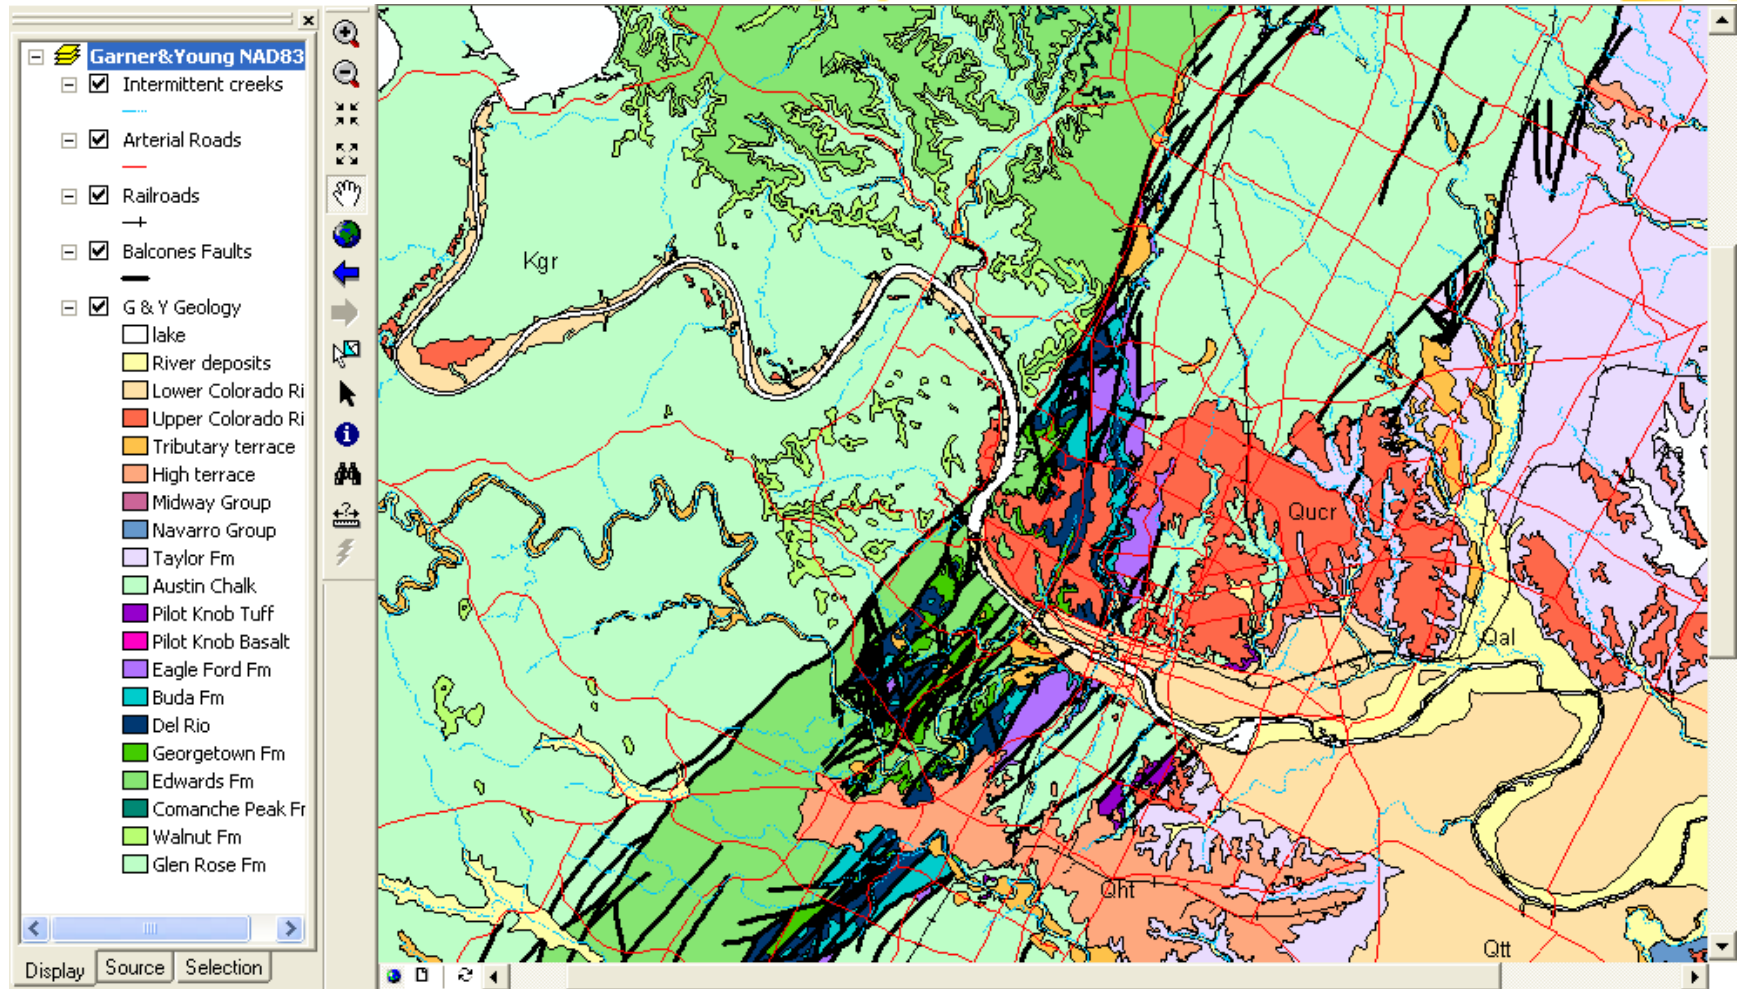 Garner&Young NAD83
Intermittent creeks
Arterial Roads
Railroads
Balcones Faults
G & Y Geology
lake
River deposits
Lower Colorado Ri
Upper Colorado Ri
Tributary terrace
High terrace
Midway Group
Navarro Group
Taylor Fm
Austin Chalk
Pilot Knob Tuff
Pilot Knob Basalt
Eagle Ford Fm
Buda Fm
Del Rio
Georgetown Fm
Edwards Fm
Comanche Peak Fr
Walnut Fm
Glen Rose Fm
Display
Source
Selection
Kgr
Qucr
Qal
Qht
Qtt